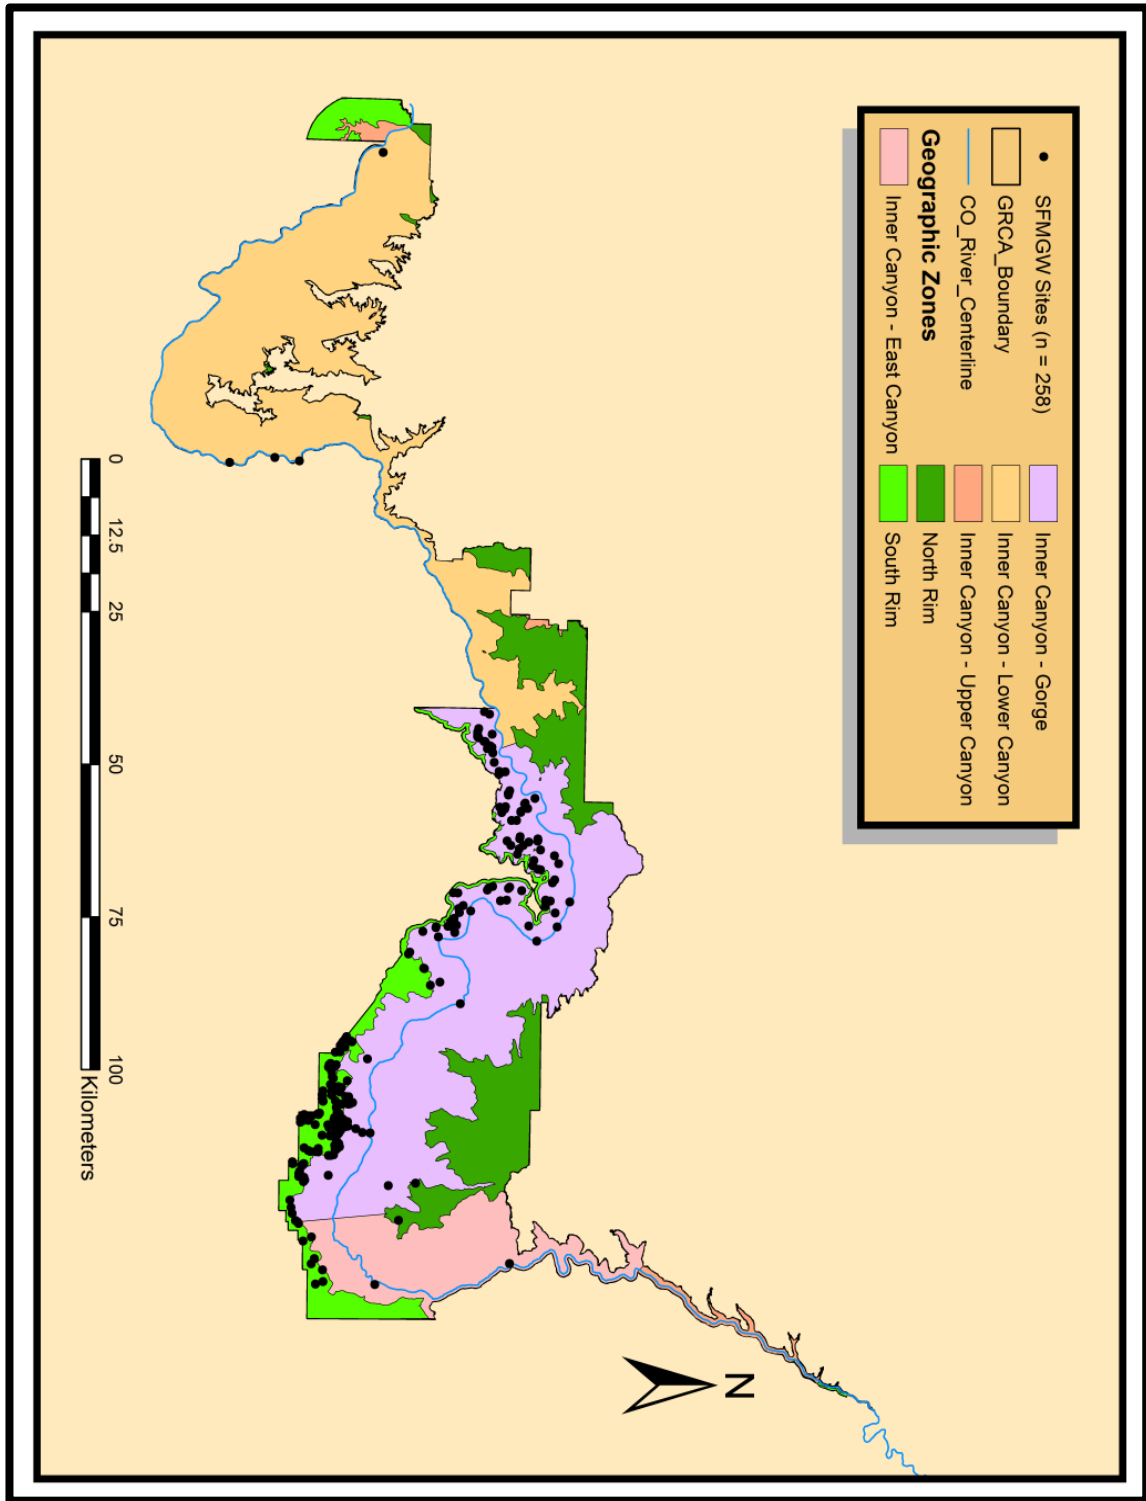 SFMGW Sites (n = 258)
GRCA_Boundary
CO_River_Centerline
Geographic Zones
Inner Canyon - East Canyon
Inner Canyon - Gorge
Inner Canyon - Lower Canyon
Inner Canyon - Upper Canyon
North Rim
South Rim
0 12.5 25 50 75 100
Kilometers
N